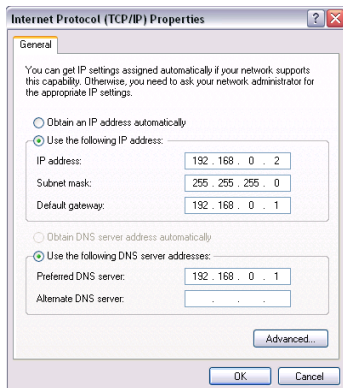 Internet Protocol (TCP/IP) Properties
General
You can get IP settings assigned automatically if your network supports
this capability. Otherwise, you need to ask your network administrator for
the appropriate IP settings.
Obtain an IP address automatically
Use the following IP address:
IP address: 192 . 168 . 0 . 2
Subnet mask: 255 . 255 . 255 . 0
Default gateway: 192 . 168 . 0 . 1
Obtain DNS server address automatically
Use the following DNS server addresses:
Preferred DNS server: 192 . 168 . 0 . 1
Alternate DNS server: . . .
Advanced...
OK Cancel